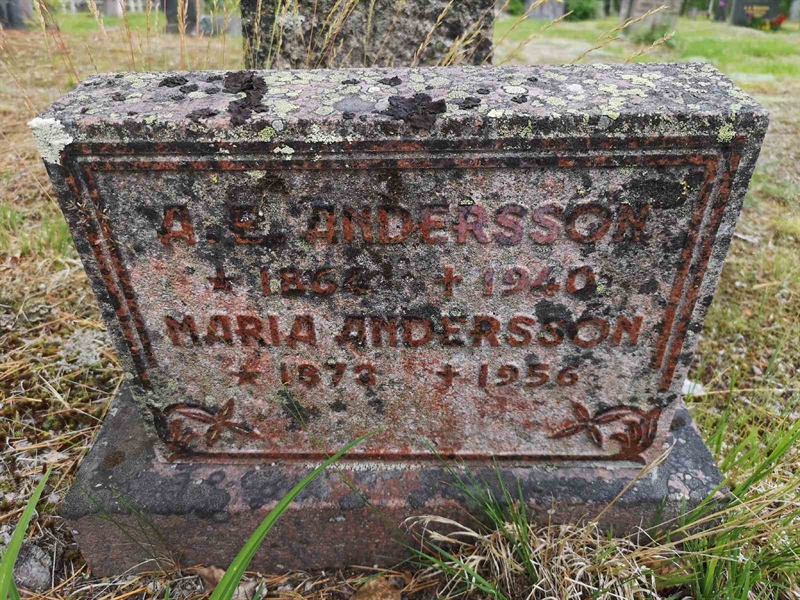 A. E. ANDERSSON
★ 1864 ✝ 1940
MARIA ANDERSSON
★ 1873 ✝ 1956